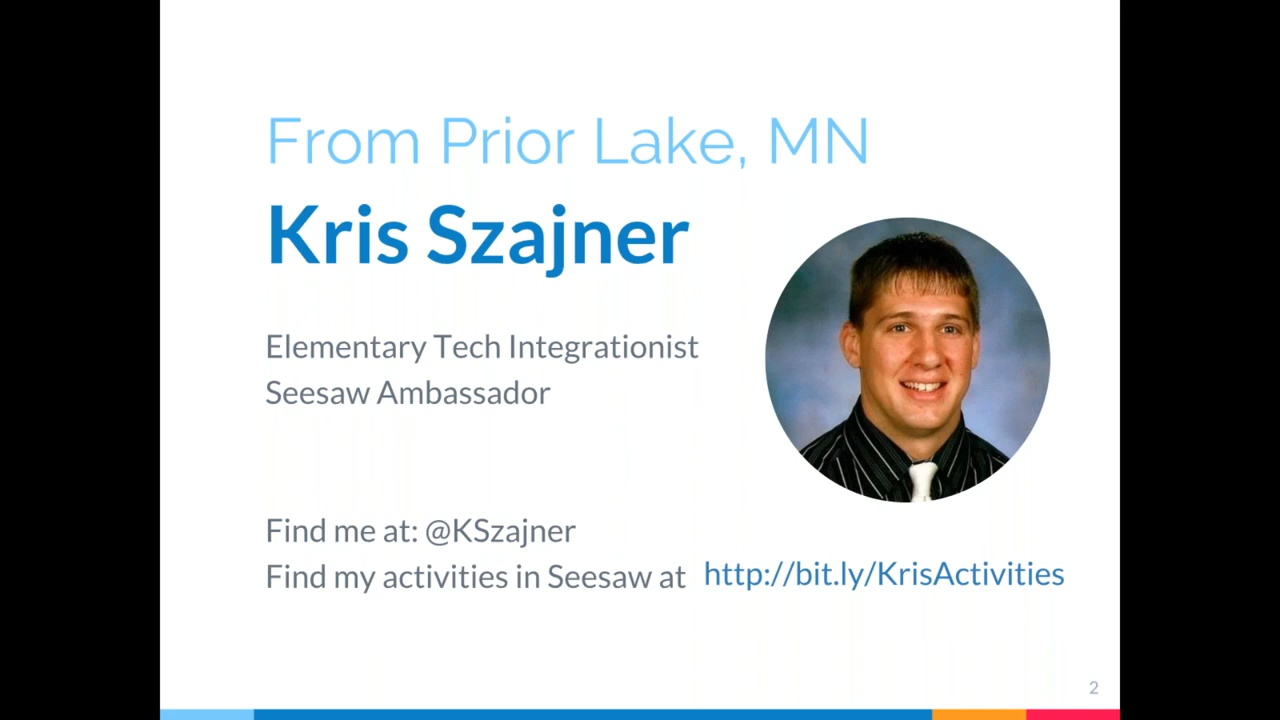 From Prior Lake, MN
Kris Szajner
Elementary Tech Integrationist
Seesaw Ambassador
Find me at: @KSzajner
Find my activities in Seesaw at http://bit.ly/KrisActivities
2